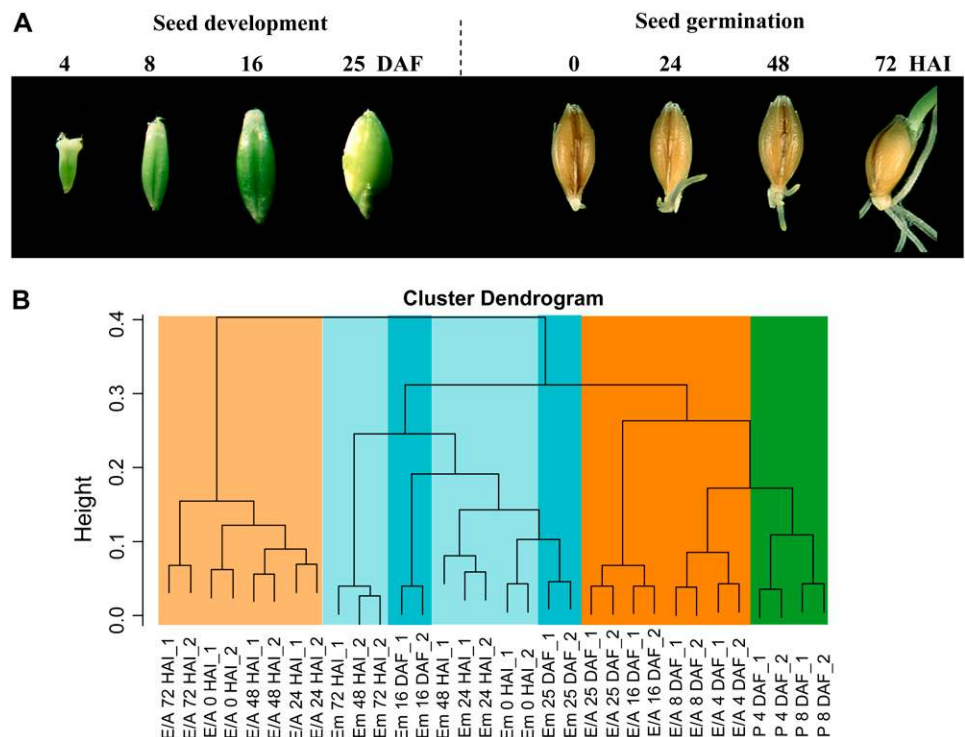 A
Seed development
Seed germination
4 8 16 25 DAF
0 24 48 72 HAI
B
Cluster Dendrogram
Height
0.4
0.3
0.2
0.1
0.0
E/A 72 HAI_1
E/A 72 HAI_2
E/A 0 HAI_1
E/A 0 HAI_2
E/A 48 HAI_1
E/A 48 HAI_2
E/A 24 HAI_1
E/A 24 HAI_2
Em 72 HAI_1
Em 48 HAI_2
Em 72 HAI_2
Em 16 DAF_1
Em 16 DAF_2
Em 48 HAI_1
Em 24 HAI_1
Em 24 HAI_2
Em 0 HAI_1
Em 0 HAI_2
Em 25 DAF_1
Em 25 DAF_2
E/A 25 DAF_1
E/A 25 DAF_2
E/A 16 DAF_1
E/A 16 DAF_2
E/A 8 DAF_1
E/A 8 DAF_2
E/A 4 DAF_1
E/A 4 DAF_2
P 4 DAF_1
P 4 DAF_2
P 8 DAF_1
P 8 DAF_2